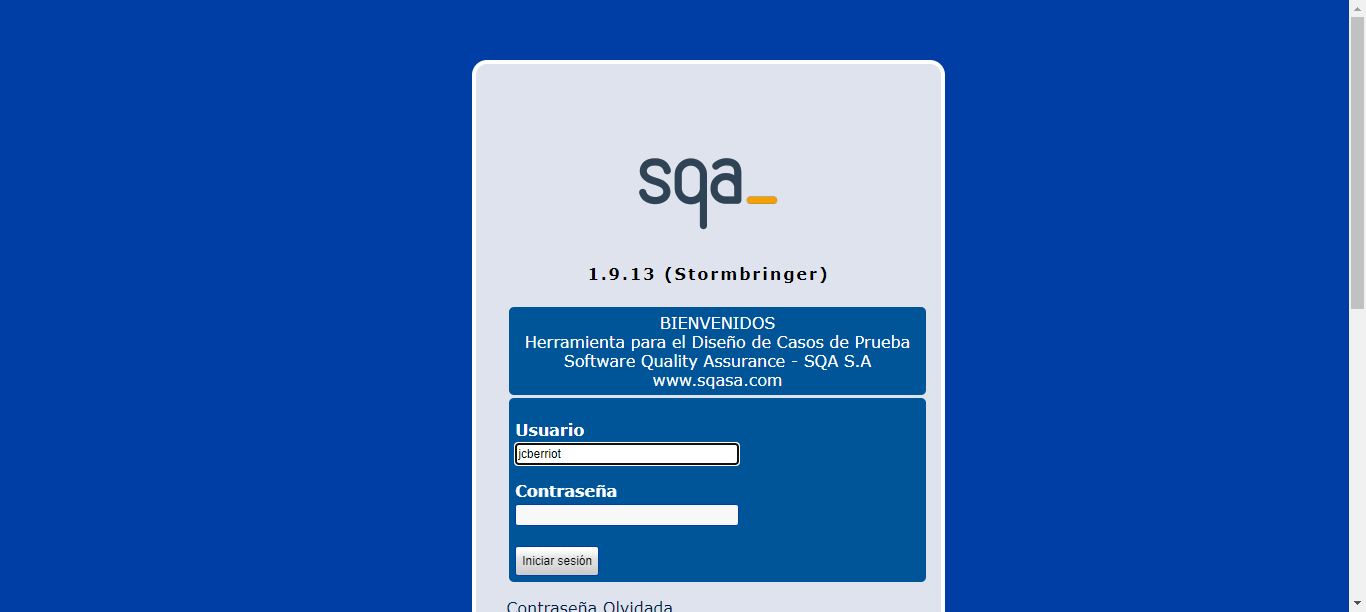 sqa_
1.9.13 (Stormbringer)
BIENVENIDOS
Herramienta para el Diseño de Casos de Prueba
Software Quality Assurance - SQA S.A
www.sqasa.com
Usuario
jcberriot
Contraseña
Iniciar sesión
Contraseña Olvidada